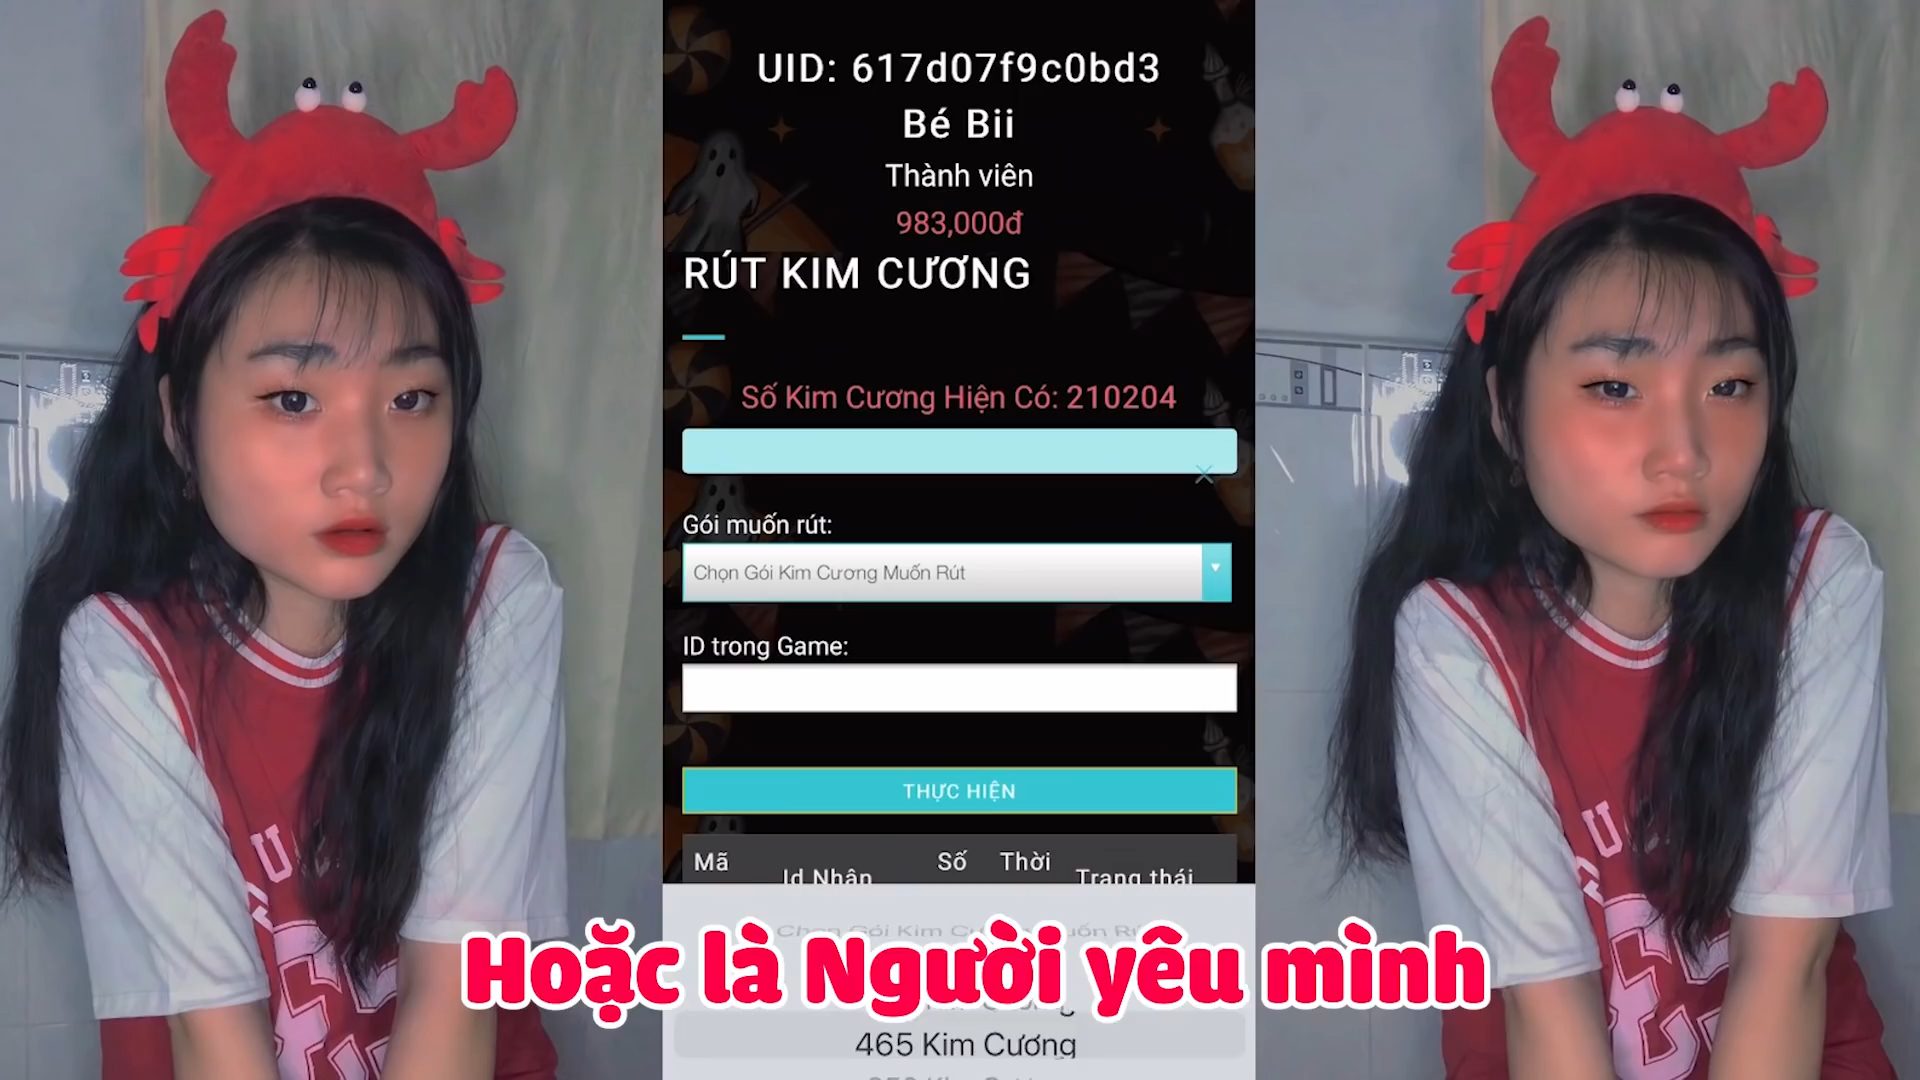 UID: 617d07f9c0bd3
Bé Bii
Thành viên
983,000đ
RÚT KIM CƯƠNG
Số Kim Cương Hiện Có: 210204
Gói muốn rút:
Chọn Gói Kim Cương Muốn Rút
ID trong Game:
THỰC HIỆN
Mã Id Nhận Số Thời Trạng thái
Hoặc là Người yêu mình
465 Kim Cương